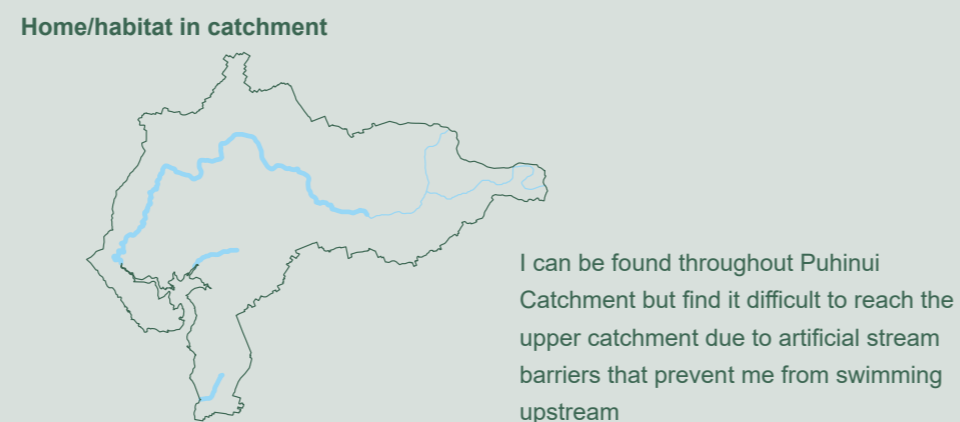 Home/habitat in catchment
I can be found throughout Puhinui
Catchment but find it difficult to reach the
upper catchment due to artificial stream
barriers that prevent me from swimming
upstream